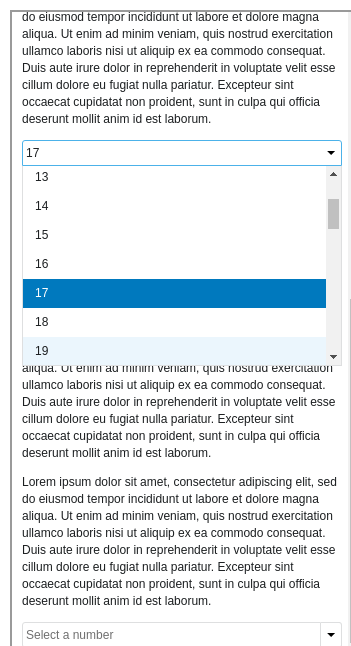 do eiusmod tempor incididunt ut labore et dolore magna
aliqua. Ut enim ad minim veniam, quis nostrud exercitation
ullamco laboris nisi ut aliquip ex ea commodo consequat.
Duis aute irure dolor in reprehenderit in voluptate velit esse
cillum dolore eu fugiat nulla pariatur. Excepteur sint
occaecat cupidatat non proident, sunt in culpa qui officia
deserunt mollit anim id est laborum.
17
13
14
15
16
17
18
19
aliqua. Ut enim ad minim veniam, quis nostrud exercitation
ullamco laboris nisi ut aliquip ex ea commodo consequat.
Duis aute irure dolor in reprehenderit in voluptate velit esse
cillum dolore eu fugiat nulla pariatur. Excepteur sint
occaecat cupidatat non proident, sunt in culpa qui officia
deserunt mollit anim id est laborum.
Lorem ipsum dolor sit amet, consectetur adipiscing elit, sed
do eiusmod tempor incididunt ut labore et dolore magna
aliqua. Ut enim ad minim veniam, quis nostrud exercitation
ullamco laboris nisi ut aliquip ex ea commodo consequat.
Duis aute irure dolor in reprehenderit in voluptate velit esse
cillum dolore eu fugiat nulla pariatur. Excepteur sint
occaecat cupidatat non proident, sunt in culpa qui officia
deserunt mollit anim id est laborum.
Select a number